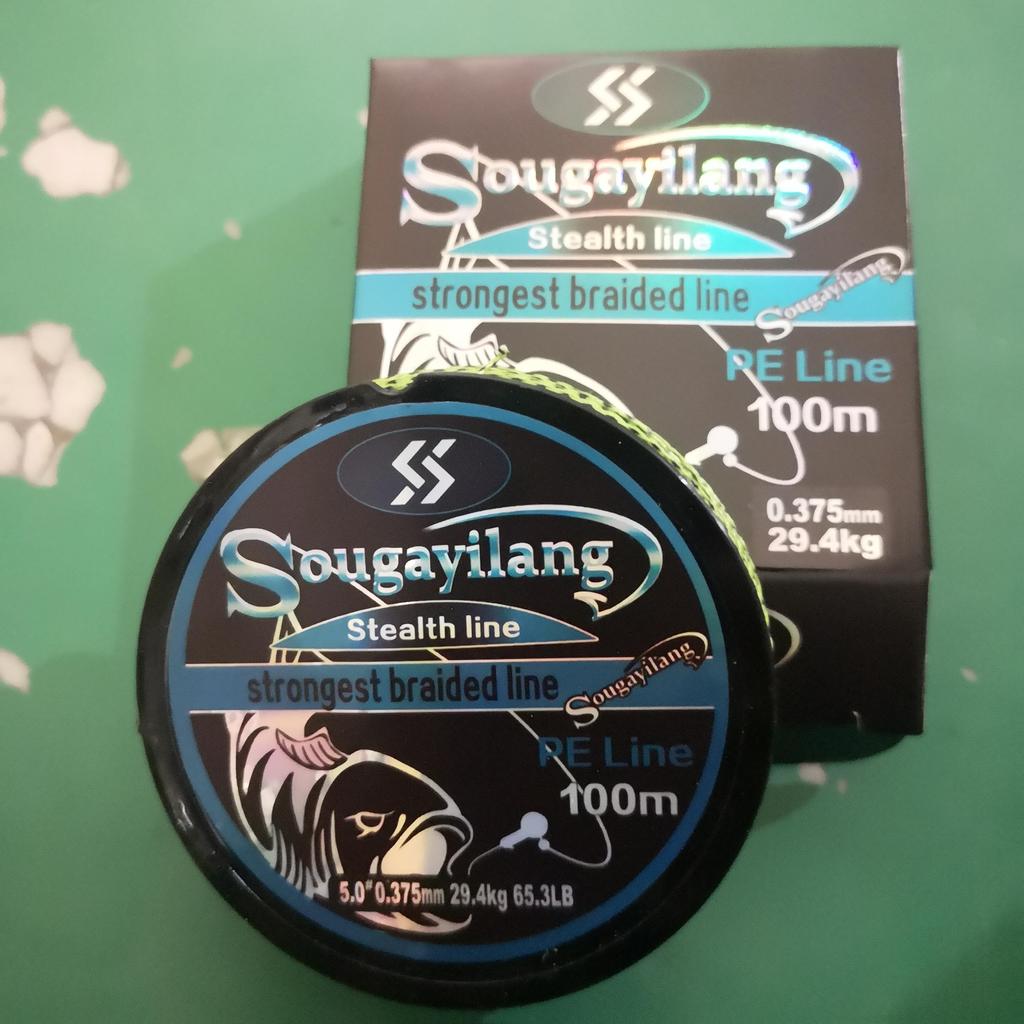 Sougayilang
Stealth line
strongest braided line
Sougayilang
PE Line
100m
0.375mm
29.4kg
Sougayilang
Stealth line
strongest braided line
Sougayilang
PE Line
100m
5.0# 0.375mm 29.4kg 65.3LB